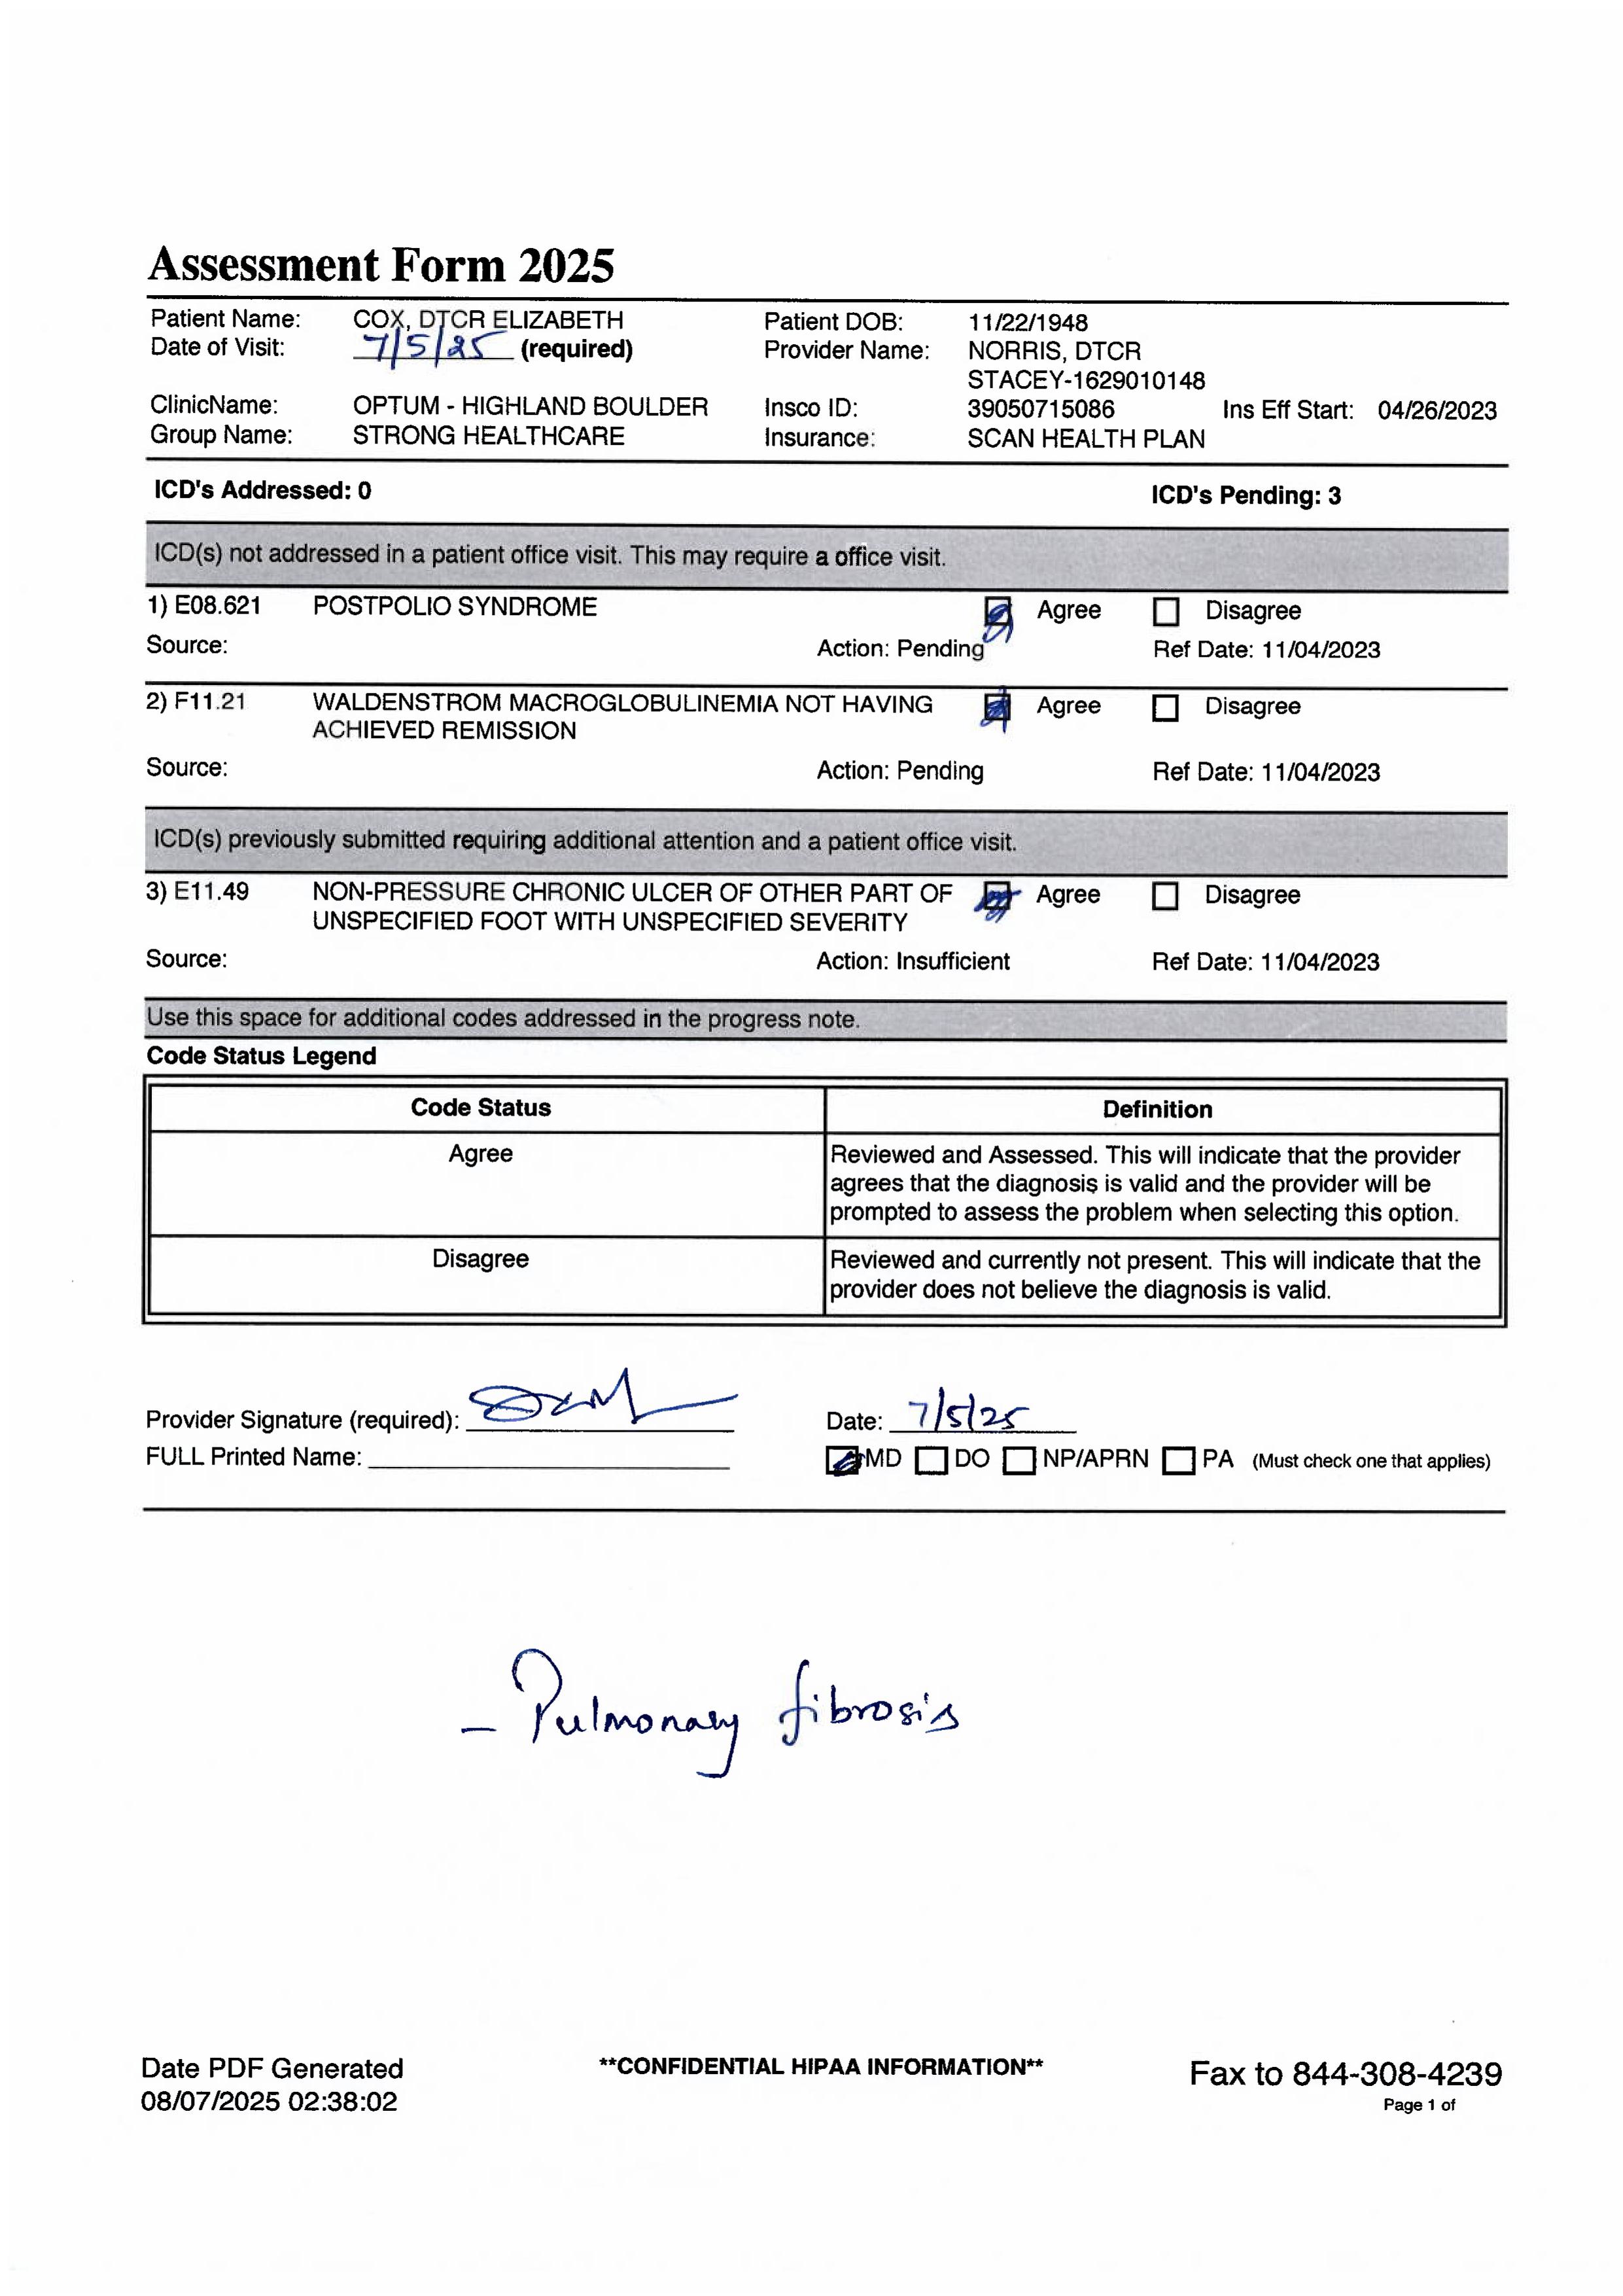 Assessment Form 2025
Patient Name: COX, DTCR ELIZABETH Patient DOB: 11/22/1948
Date of Visit: 7/5/25 (required) Provider Name: NORRIS, DTCR
STACEY-1629010148
ClinicName: OPTUM - HIGHLAND BOULDER Insco ID: 39050715086 Ins Eff Start: 04/26/2023
Group Name: STRONG HEALTHCARE Insurance: SCAN HEALTH PLAN
ICD's Addressed: 0 ICD's Pending: 3
ICD(s) not addressed in a patient office visit. This may require a office visit.
1) E08.621 POSTPOLIO SYNDROME Agree Disagree
Source: Action: Pending Ref Date: 11/04/2023
2) F11.21 WALDENSTROM MACROGLOBULINEMIA NOT HAVING Agree Disagree
ACHIEVED REMISSION
Source: Action: Pending Ref Date: 11/04/2023
ICD(s) previously submitted requiring additional attention and a patient office visit.
3) E11.49 NON-PRESSURE CHRONIC ULCER OF OTHER PART OF Agree Disagree
UNSPECIFIED FOOT WITH UNSPECIFIED SEVERITY
Source: Action: Insufficient Ref Date: 11/04/2023
Use this space for additional codes addressed in the progress note.
Code Status Legend
Code Status Definition
Agree Reviewed and Assessed. This will indicate that the provider
agrees that the diagnosis is valid and the provider will be
prompted to assess the problem when selecting this option.
Disagree Reviewed and currently not present. This will indicate that the
provider does not believe the diagnosis is valid.
Provider Signature (required): Date: 7/5/25
FULL Printed Name: MD DO NP/APRN PA (Must check one that applies)
- Pulmonary fibrosis
Date PDF Generated **CONFIDENTIAL HIPAA INFORMATION** Fax to 844-308-4239
08/07/2025 02:38:02 Page 1 of